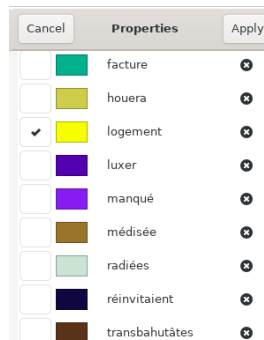 Cancel Properties Apply
facture
houera
logement
luxer
manqué
médisée
radiées
réinvitaient
transbahutâtes